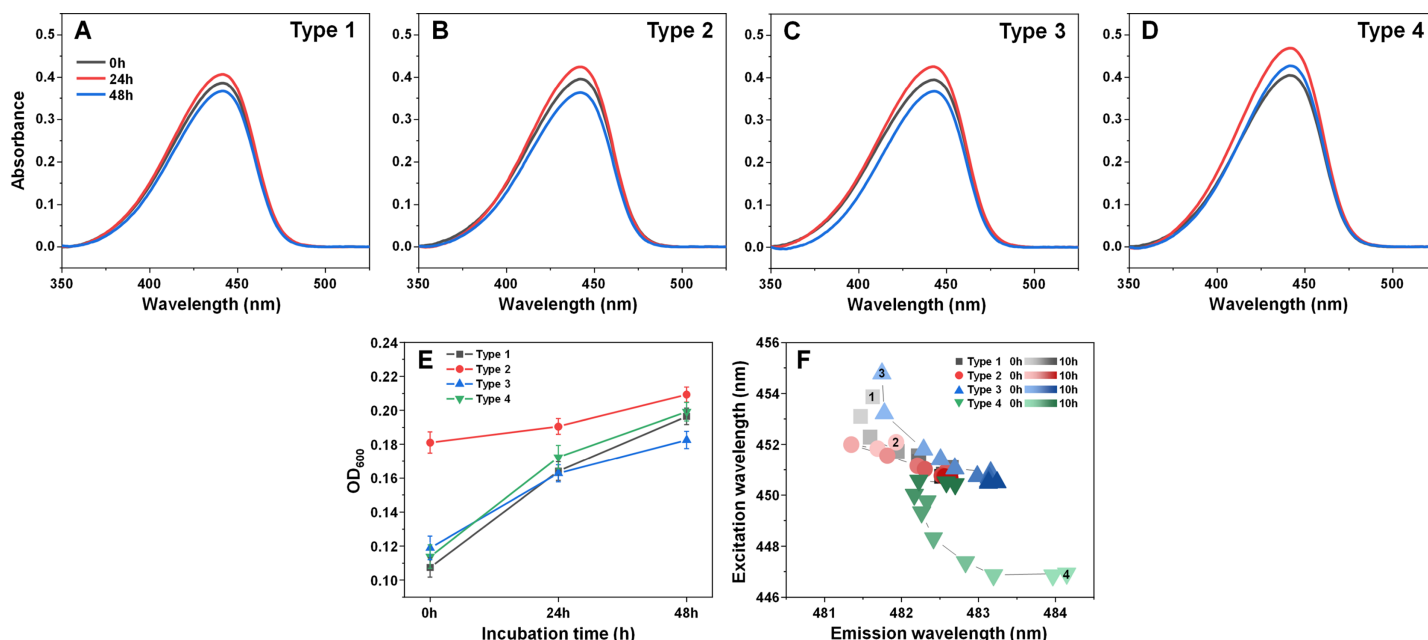 A
Type 1
0h
24h
48h
0.5
0.4
0.3
0.2
0.1
0.0
Absorbance
350
400
450
500
Wavelength (nm)
B
Type 2
0.5
0.4
0.3
0.2
0.1
0.0
350
400
450
500
Wavelength (nm)
C
Type 3
0.5
0.4
0.3
0.2
0.1
0.0
350
400
450
500
Wavelength (nm)
D
Type 4
0.5
0.4
0.3
0.2
0.1
0.0
350
400
450
500
Wavelength (nm)
E
Type 1
Type 2
Type 3
Type 4
0.24
0.22
0.20
0.18
0.16
0.14
0.12
0.10
OD600
0h
24h
48h
Incubation time (h)
F
Type 1 0h 10h
Type 2 0h 10h
Type 3 0h 10h
Type 4 0h 10h
456
454
452
450
448
446
Excitation wavelength (nm)
3
1
2
4
481
482
483
484
Emission wavelength (nm)